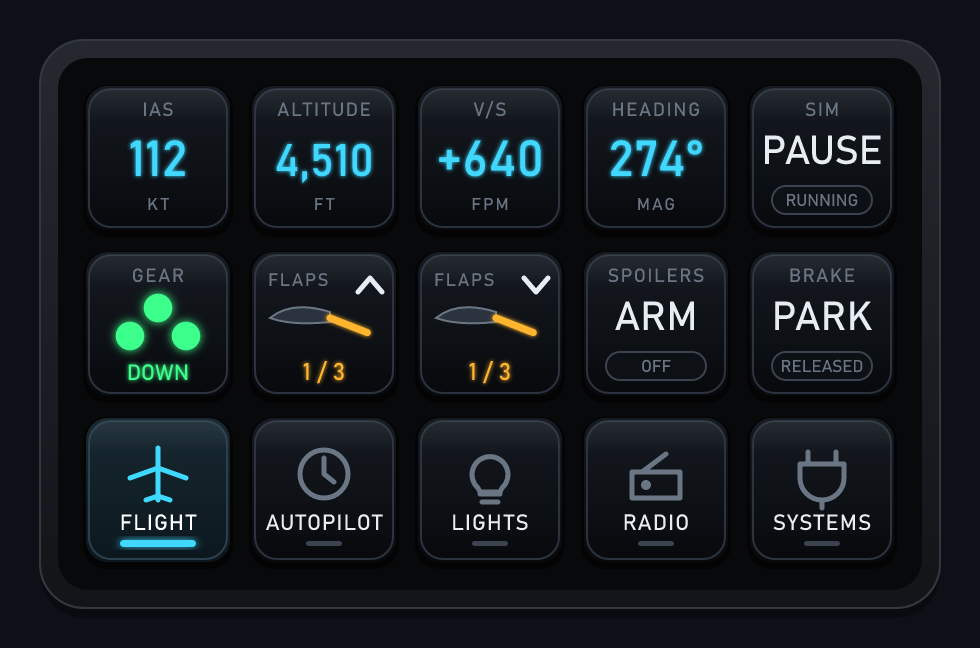 IAS
112
KT
ALTITUDE
4,510
FT
V/S
+640
FPM
HEADING
274°
MAG
SIM
PAUSE
RUNNING
GEAR
DOWN
FLAPS
1 / 3
FLAPS
1 / 3
SPOILERS
ARM
OFF
BRAKE
PARK
RELEASED
FLIGHT
AUTOPILOT
LIGHTS
RADIO
SYSTEMS